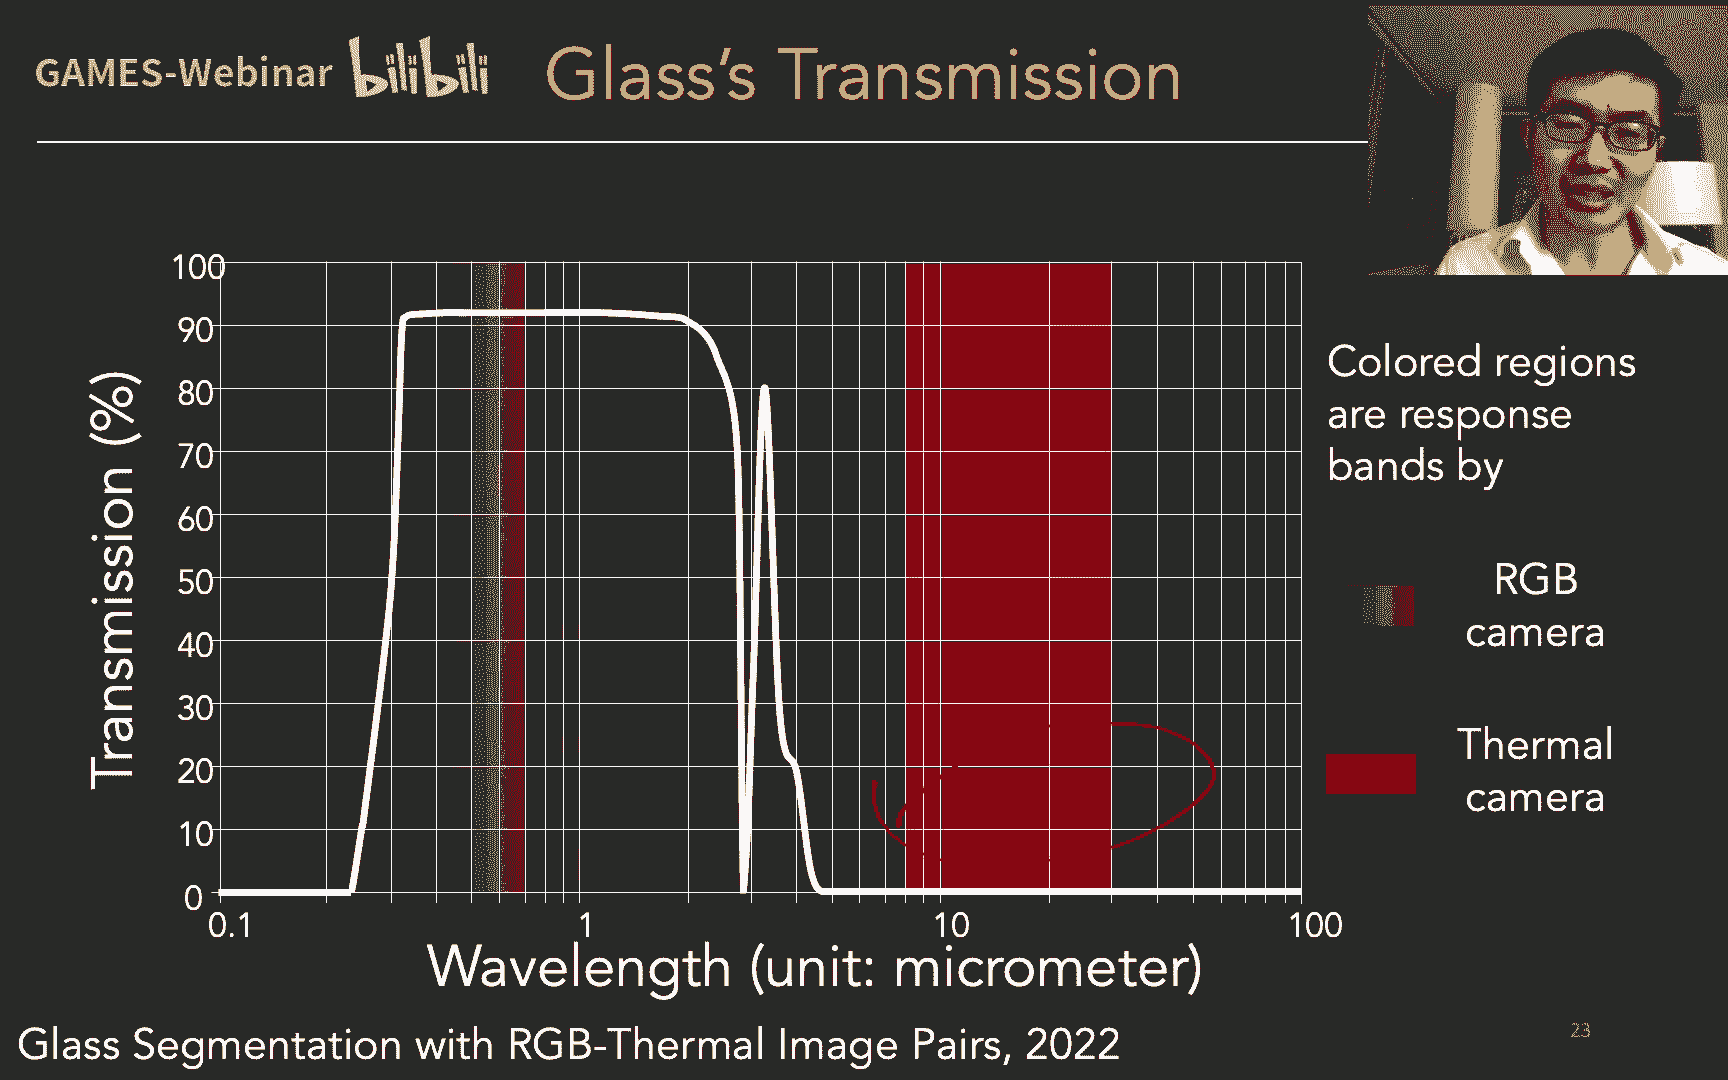 GAMES-Webinar bilibili
Glass's Transmission
100
90
80
70
60
50
40
30
20
10
0
Transmission (%)
0.1
1
10
100
Wavelength (unit: micrometer)
Colored regions
are response
bands by
RGB
camera
Thermal
camera
Glass Segmentation with RGB-Thermal Image Pairs, 2022
23